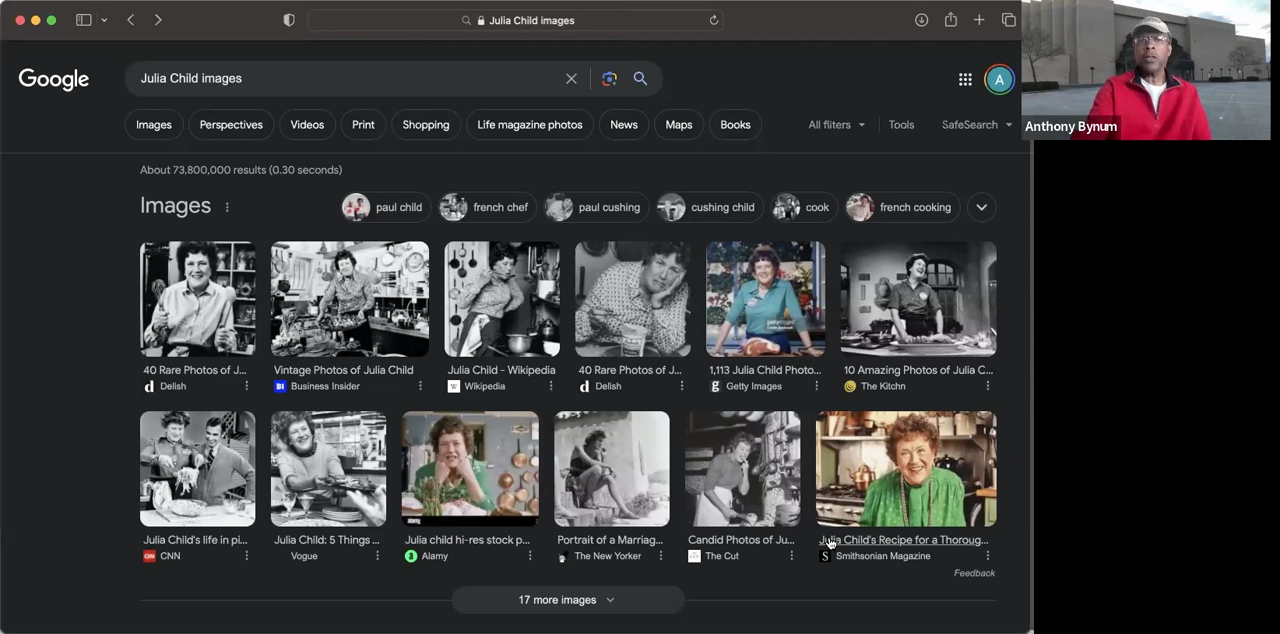 Julia Child images
Google
Julia Child images
A
Anthony Bynum
Images
Perspectives
Videos
Print
Shopping
Life magazine photos
News
Maps
Books
All filters
Tools
SafeSearch
About 73,800,000 results (0.30 seconds)
Images
paul child
french chef
paul cushing
cushing child
cook
french cooking
40 Rare Photos of J...
Vintage Photos of Julia Child
Julia Child - Wikipedia
40 Rare Photos of J...
1,113 Julia Child Photo...
10 Amazing Photos of Julia C...
d Delish
BI Business Insider
W Wikipedia
d Delish
g Getty Images
The Kitchn
Julia Child's life in pi...
Julia Child: 5 Things ...
Julia child hi-res stock p...
Portrait of a Marriag...
Candid Photos of Ju...
Julia Child's Recipe for a Thoroug...
CNN CNN
Vogue
a Alamy
The New Yorker
The Cut
S Smithsonian Magazine
Feedback
17 more images